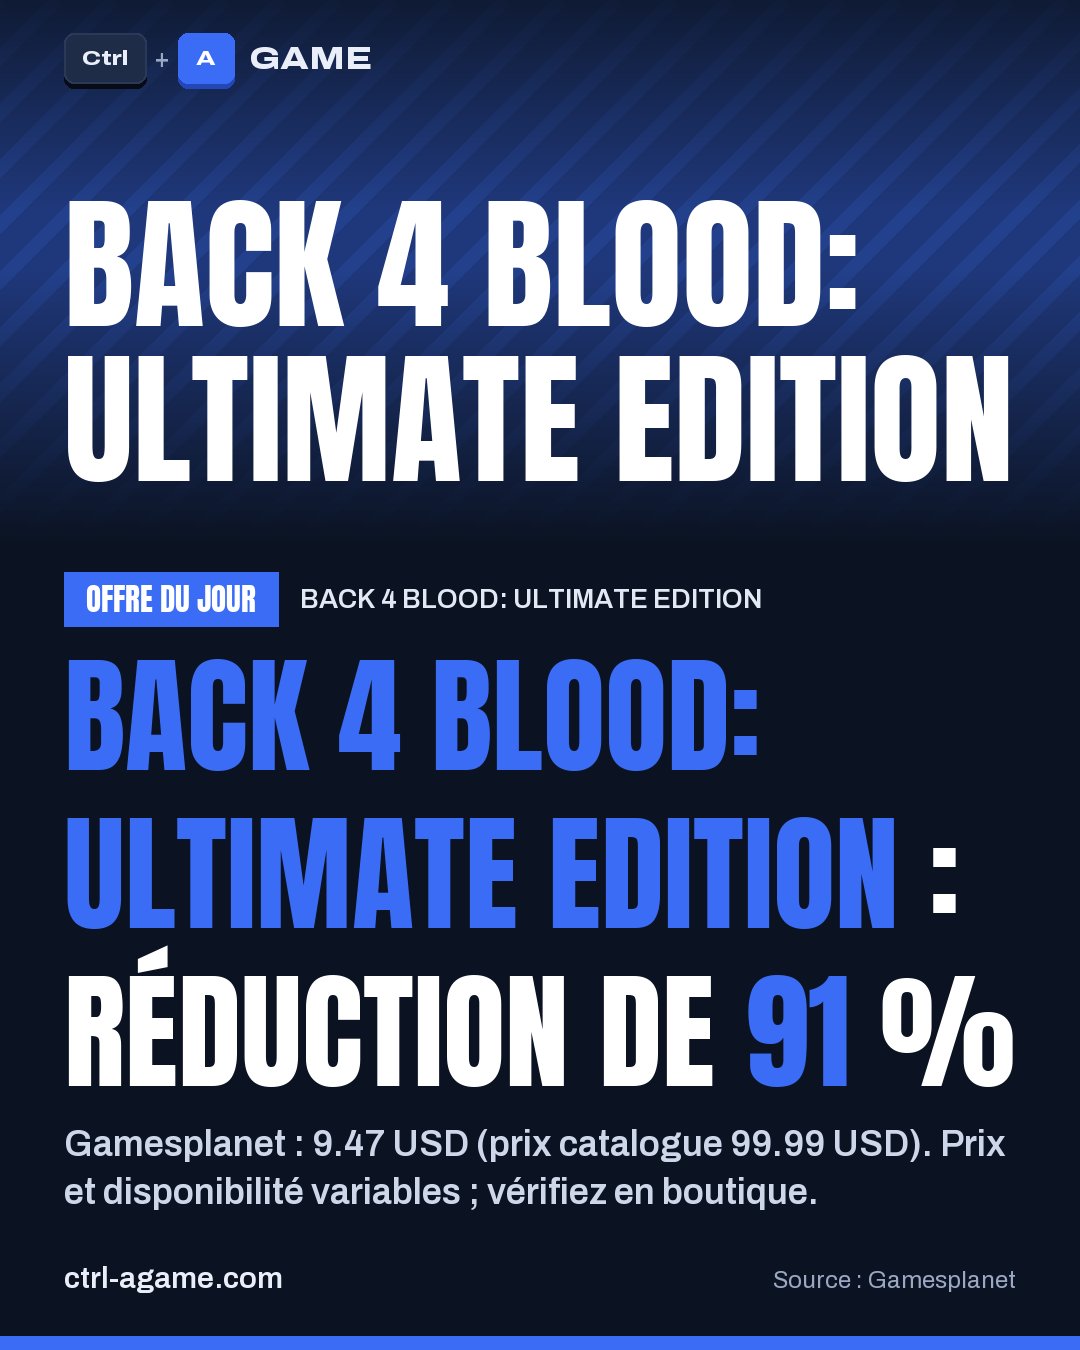 Ctrl + A GAME
BACK 4 BLOOD:
ULTIMATE EDITION
OFFRE DU JOUR BACK 4 BLOOD: ULTIMATE EDITION
BACK 4 BLOOD:
ULTIMATE EDITION :
RÉDUCTION DE 91 %
Gamesplanet : 9.47 USD (prix catalogue 99.99 USD). Prix
et disponibilité variables ; vérifiez en boutique.
ctrl-agame.com Source : Gamesplanet